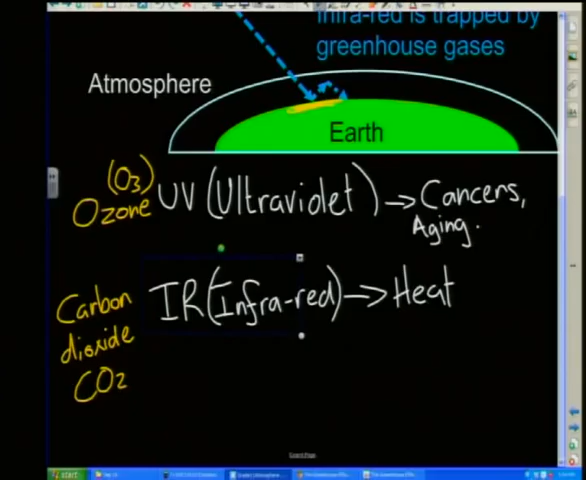 Infra-red is trapped by
greenhouse gases
Atmosphere
Earth
(O3)
Ozone
UV (Ultraviolet) → Cancers,
Aging.
Carbon
dioxide
CO2
IR (Infra-red) → Heat
start